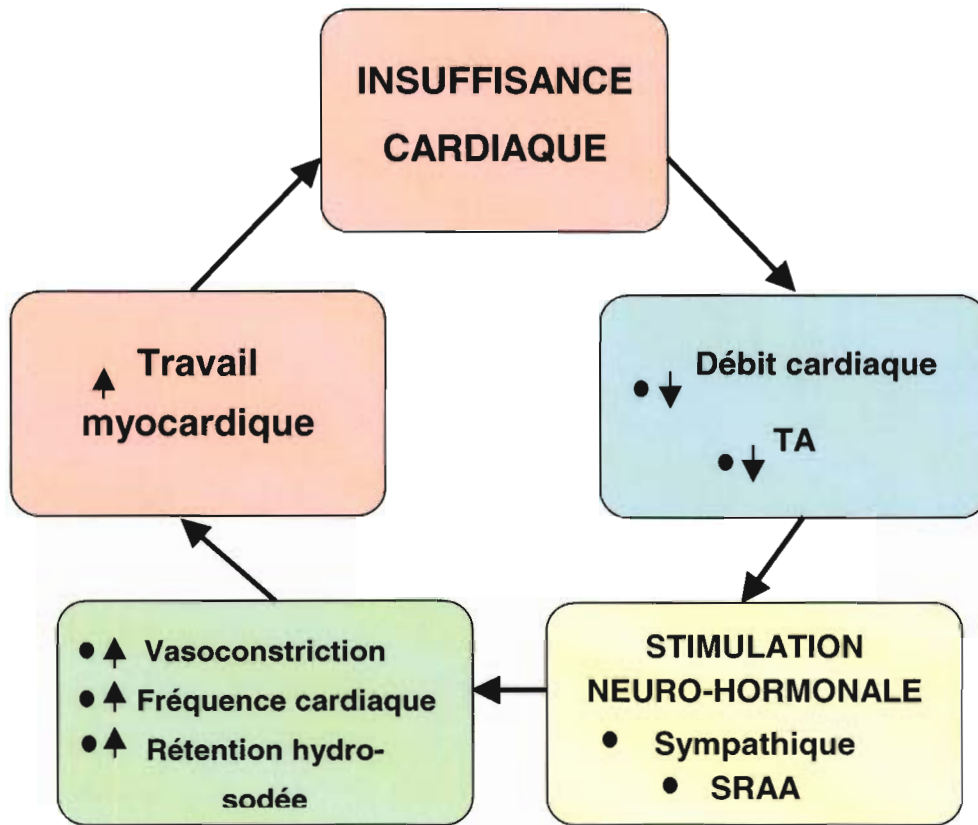 INSUFFISANCE
CARDIAQUE
Travail
↑
myocardique
Débit cardiaque
• ↓
TA
• ↓
• ↑ Vasoconstriction
• ↑ Fréquence cardiaque
• ↑ Rétention hydro-
sodée
STIMULATION
NEURO-HORMONALE
• Sympathique
• SRAA